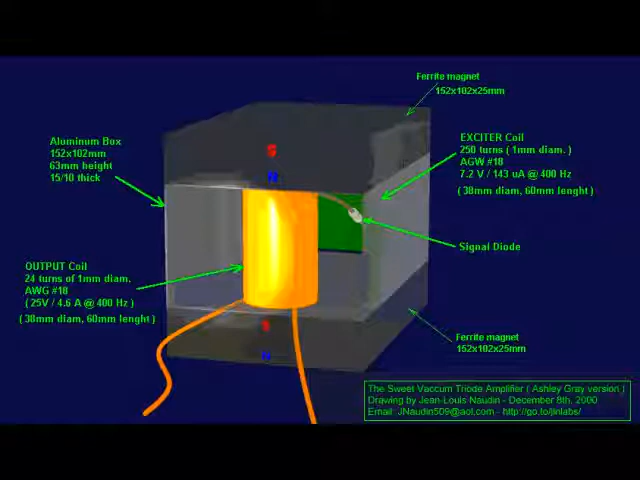 Ferrite magnet
152x102x25mm
Aluminum Box
152x102mm
63mm height
15/10 thick
EXCITER Coil
250 turns ( 1mm diam. )
AGW #18
7.2 V / 143 uA @ 400 Hz
( 38mm diam, 60mm lenght )
S
N
Signal Diode
OUTPUT Coil
24 turns of 1mm diam.
AWG #18
( 25V / 4.6 A @ 400 Hz )
( 38mm diam, 60mm lenght )
S
N
Ferrite magnet
152x102x25mm
The Sweet Vaccum Triode Amplifier ( Ashley Gray version )
Drawing by Jean-Louis Naudin - December 8th, 2000
Email: JNaudin509@aol.com - http://go.to/jlnlabs/